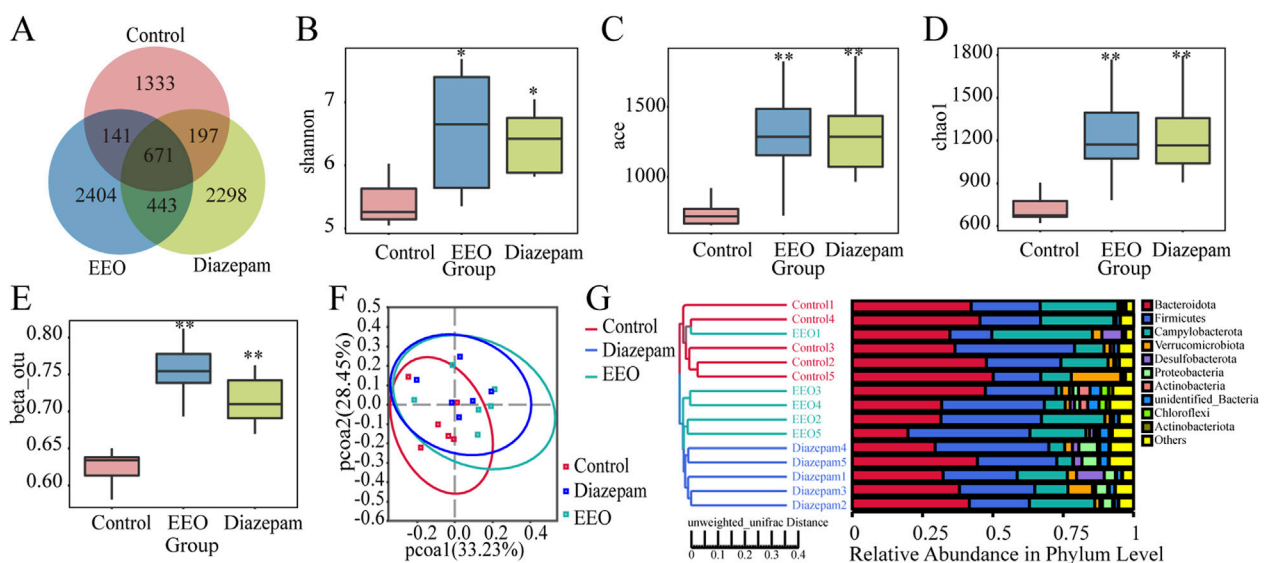 A
Control
1333
141
197
671
2404
443
2298
EEO
Diazepam
B
shannon
7
6
5
*
*
Control
EEO
Diazepam
Group
C
ace
1500
1000
**
**
Control
EEO
Diazepam
Group
D
chao1
1800
1500
1200
900
600
**
**
Control
EEO
Diazepam
Group
E
beta_otu
0.80
0.75
0.70
0.65
0.60
**
**
Control
EEO
Diazepam
Group
F
pcoa2(28.45%)
0.5
0.4
0.3
0.2
0.1
0.0
-0.1
-0.2
-0.3
-0.4
-0.5
-0.6
-0.2
0.0
0.2
0.4
pcoa1(33.23%)
Control
Diazepam
EEO
Control
Diazepam
EEO
G
Control1
Control4
EEO1
Control3
Control2
Control5
EEO3
EEO4
EEO2
EEO5
Diazepam4
Diazepam5
Diazepam1
Diazepam3
Diazepam2
unweighted_unifrac Distance
0 0.1 0.2 0.3 0.4
0 0.25 0.5 0.75 1
Relative Abundance in Phylum Level
Bacteroidota
Firmicutes
Campylobacterota
Verrucomicrobiota
Desulfobacterota
Proteobacteria
Actinobacteria
unidentified_Bacteria
Chloroflexi
Actinobacteriota
Others